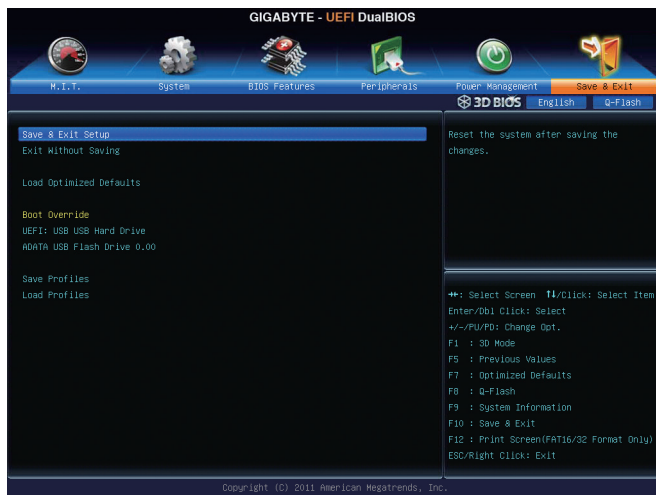 GIGABYTE - UEFI DualBIOS
M.I.T. System BIOS Features Peripherals Power Management Save & Exit
3D BIOS English Q-Flash
Save & Exit Setup
Exit Without Saving
Load Optimized Defaults
Boot Override
UEFI: USB USB Hard Drive
ADATA USB Flash Drive 0.00
Save Profiles
Load Profiles
Reset the system after saving the
changes.
→←: Select Screen ↑↓/Click: Select Item
Enter/Dbl Click: Select
+/-/PU/PD: Change Opt.
F1 : 3D Mode
F5 : Previous Values
F7 : Optimized Defaults
F8 : Q-Flash
F9 : System Information
F10 : Save & Exit
F12 : Print Screen(FAT16/32 Format Only)
ESC/Right Click: Exit
Copyright (C) 2011 American Megatrends, Inc.